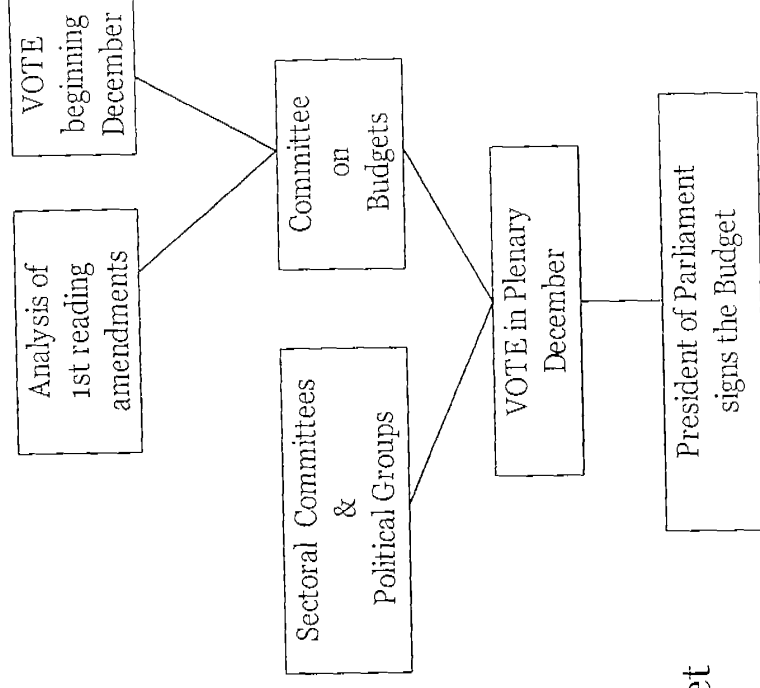 Analysis of
1st reading
amendments
VOTE
beginning
December
Sectoral Committees
&
Political Groups
Committee
on
Budgets
VOTE in Plenary
December
President of Parliament
signs the Budget